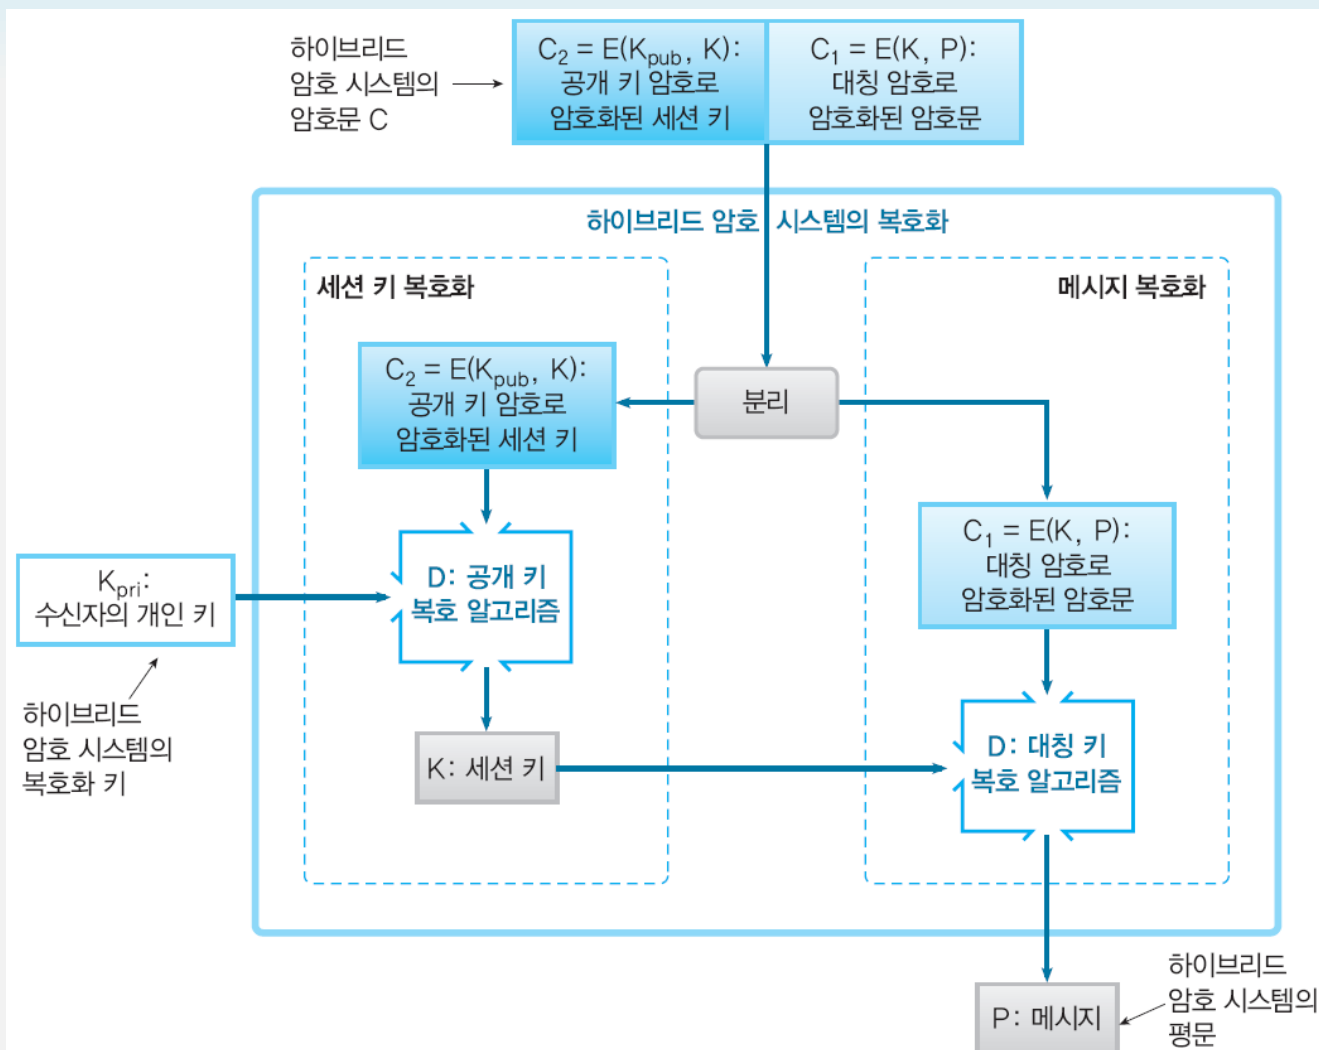 하이브리드
암호 시스템의
암호문 C
C₂ = E(Kpub, K):
공개 키 암호로
암호화된 세션 키
C₁ = E(K, P):
대칭 암호로
암호화된 암호문
하이브리드 암호 시스템의 복호화
세션 키 복호화
메시지 복호화
C₂ = E(Kpub, K):
공개 키 암호로
암호화된 세션 키
분리
C₁ = E(K, P):
대칭 암호로
암호화된 암호문
Kpri:
수신자의 개인 키
D: 공개 키
복호 알고리즘
하이브리드
암호 시스템의
복호화 키
K: 세션 키
D: 대칭 키
복호 알고리즘
P: 메시지
하이브리드
암호 시스템의
평문